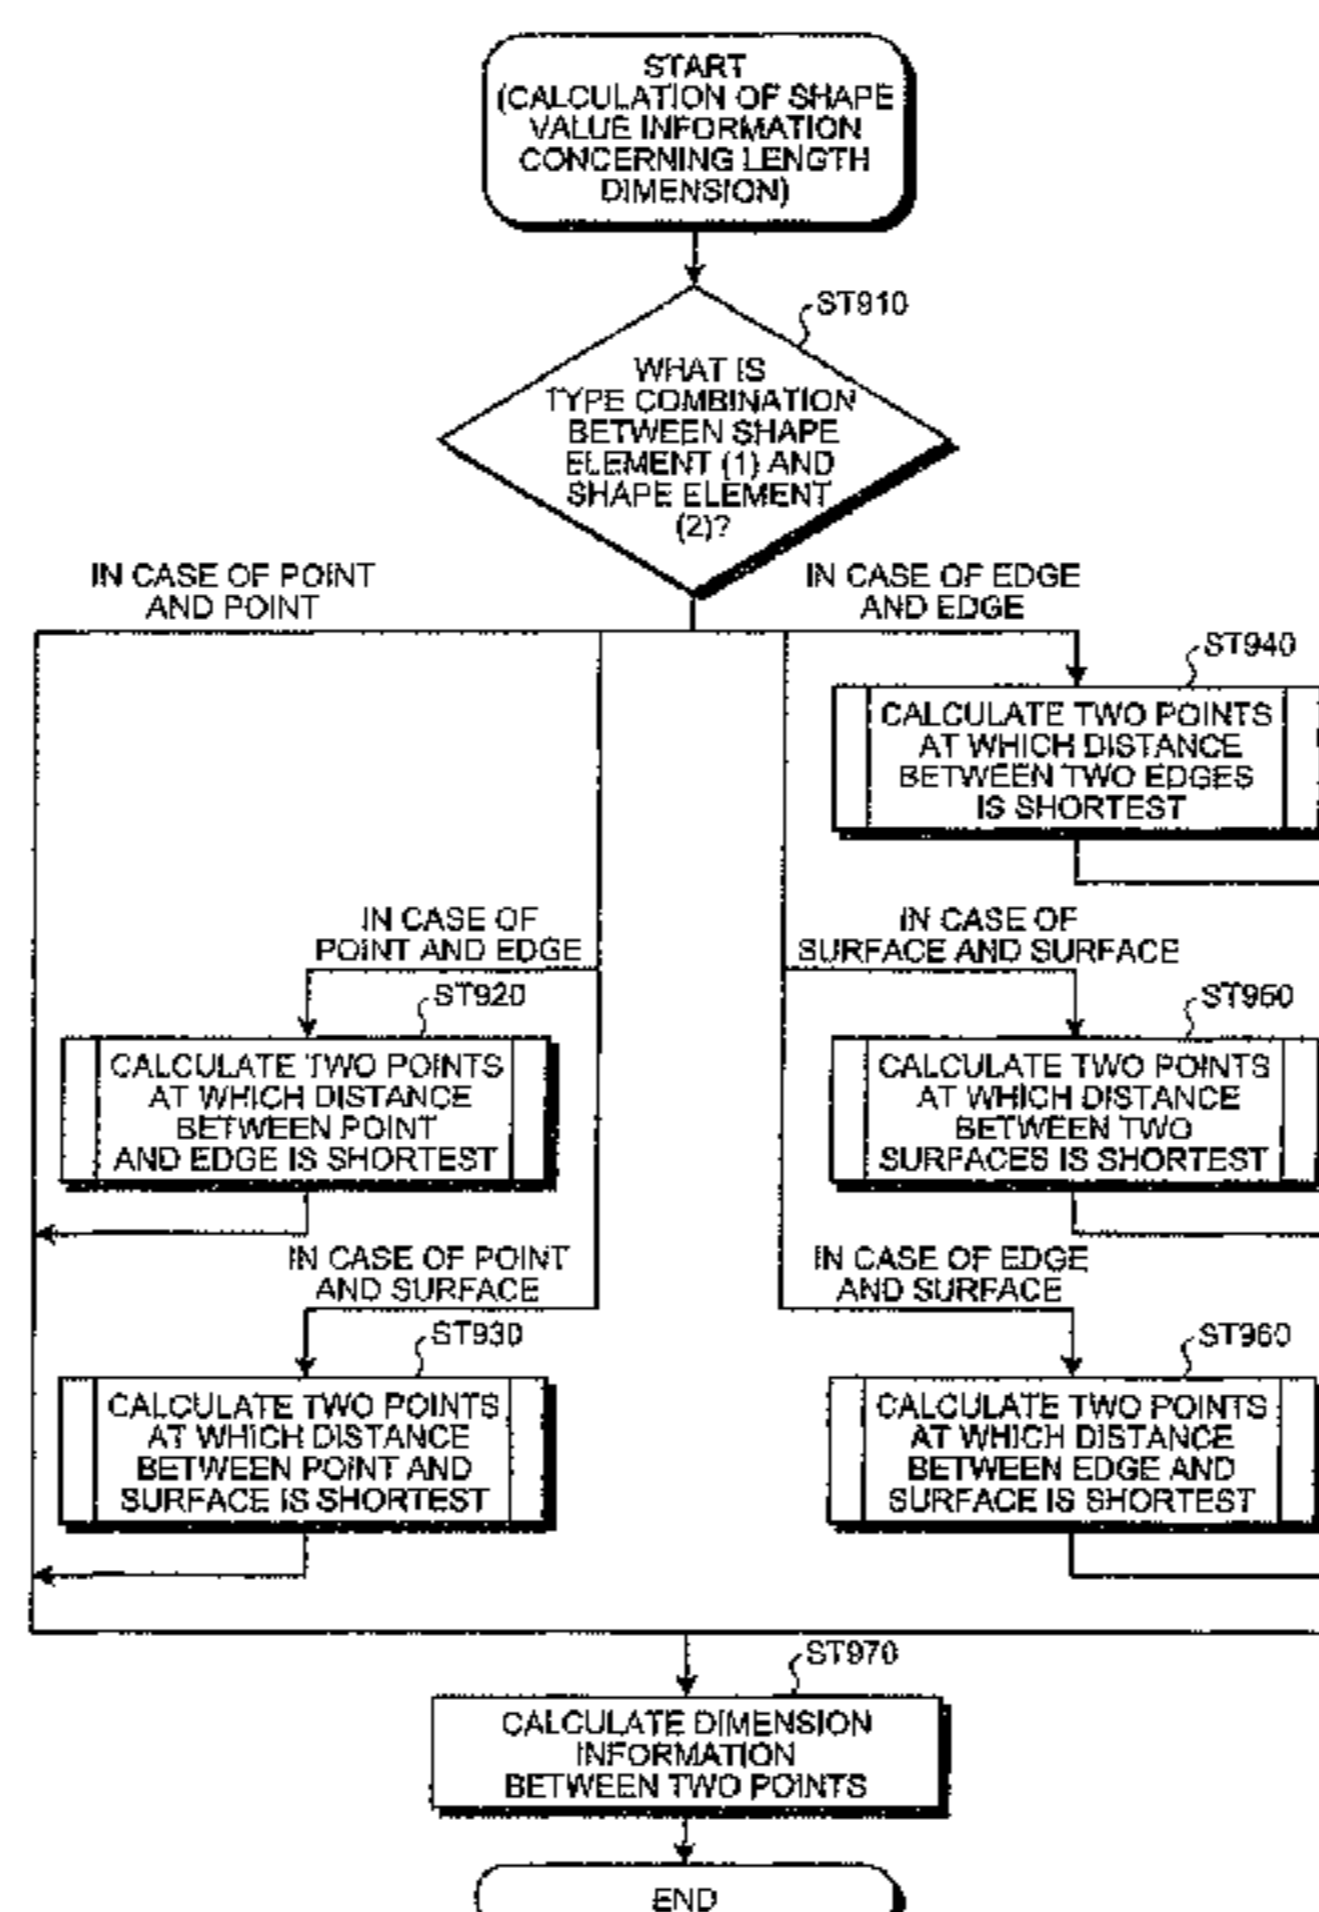 START
(CALCULATION OF SHAPE
VALUE INFORMATION
CONCERNING LENGTH
DIMENSION)
ST910
WHAT IS
TYPE COMBINATION
BETWEEN SHAPE
ELEMENT (1) AND
SHAPE ELEMENT
(2)?
IN CASE OF POINT
AND POINT
IN CASE OF EDGE
AND EDGE
ST940
CALCULATE TWO POINTS
AT WHICH DISTANCE
BETWEEN TWO EDGES
IS SHORTEST
IN CASE OF
POINT AND EDGE
ST920
CALCULATE TWO POINTS
AT WHICH DISTANCE
BETWEEN POINT
AND EDGE IS SHORTEST
IN CASE OF
SURFACE AND SURFACE
ST950
CALCULATE TWO POINTS
AT WHICH DISTANCE
BETWEEN TWO
SURFACES IS SHORTEST
IN CASE OF POINT
AND SURFACE
ST930
CALCULATE TWO POINTS
AT WHICH DISTANCE
BETWEEN POINT AND
SURFACE IS SHORTEST
IN CASE OF EDGE
AND SURFACE
ST960
CALCULATE TWO POINTS
AT WHICH DISTANCE
BETWEEN EDGE AND
SURFACE IS SHORTEST
ST970
CALCULATE DIMENSION
INFORMATION
BETWEEN TWO POINTS
END